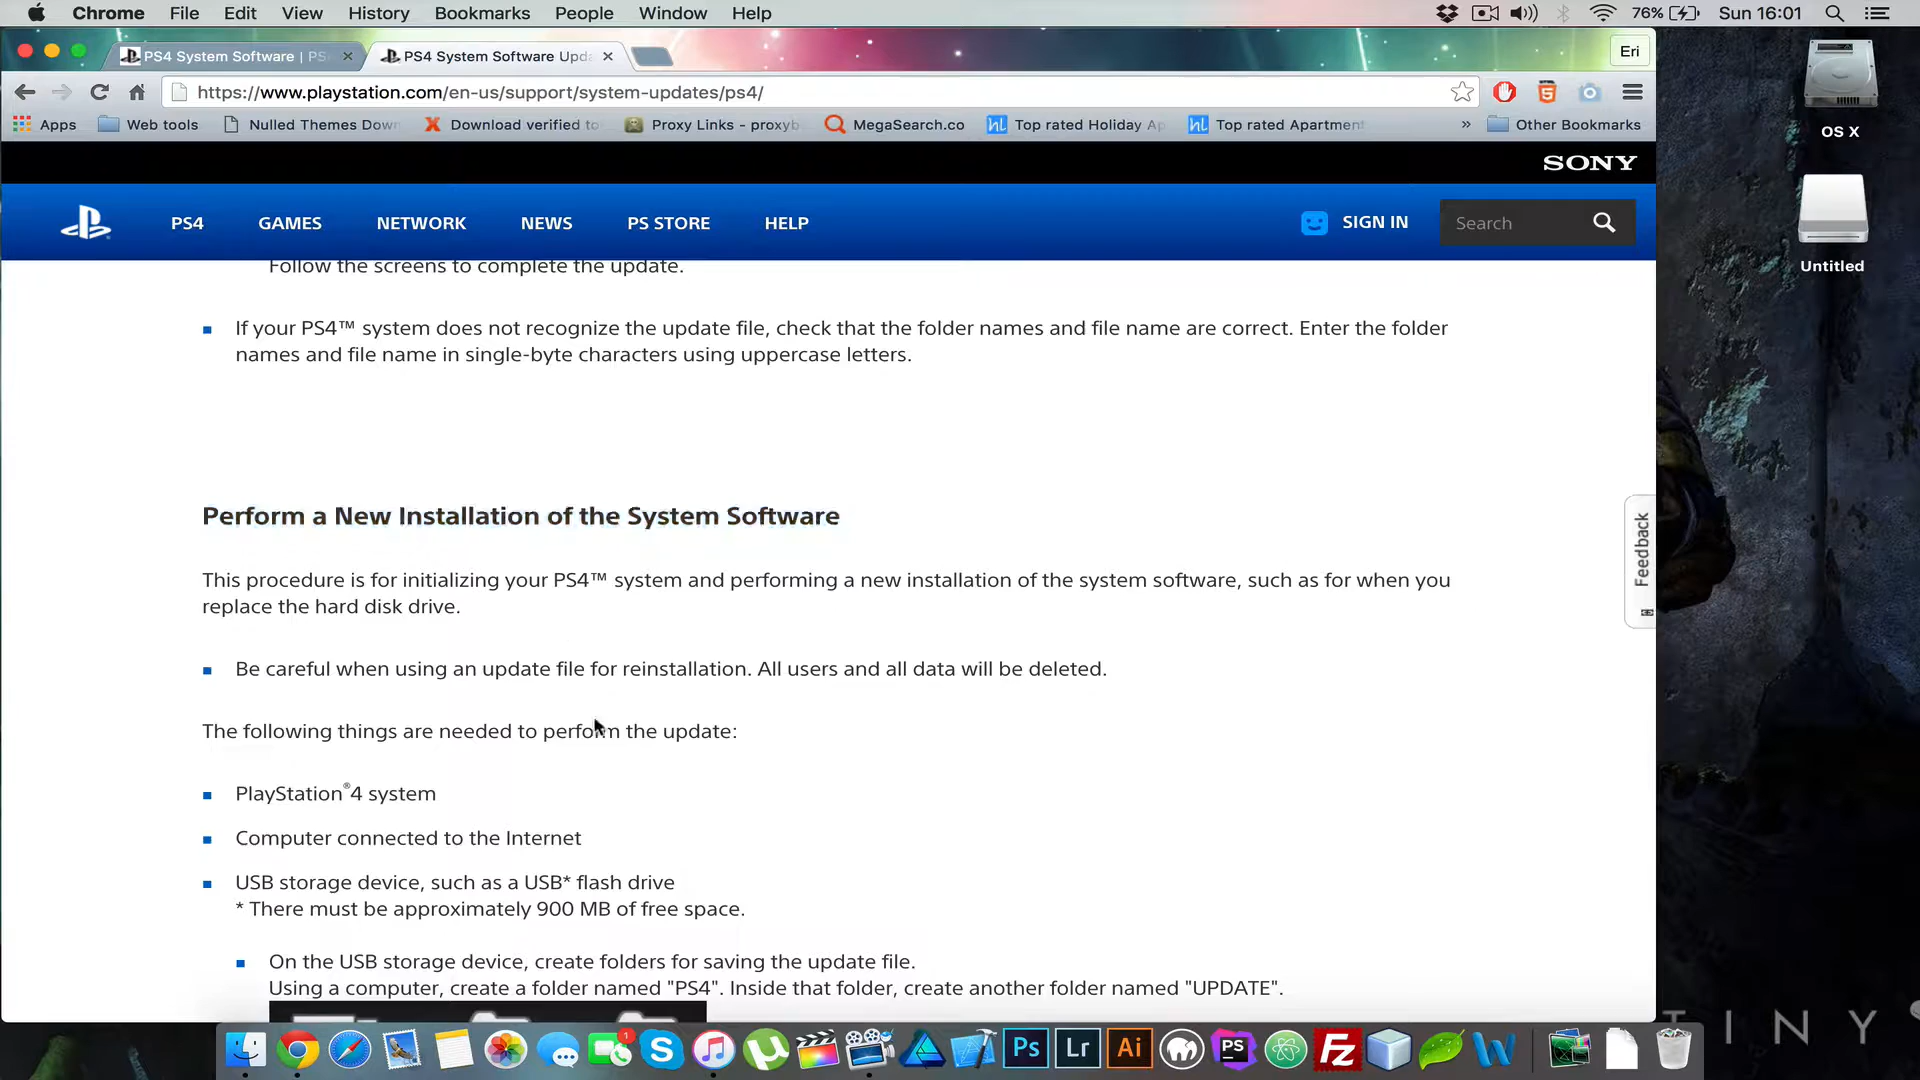 Chrome File Edit View History Bookmarks People Window Help 76% Sun 16:01
PS4 System Software | PS PS4 System Software Upda Eri
https://www.playstation.com/en-us/support/system-updates/ps4/
Apps Web tools Nulled Themes Down Download verified to Proxy Links - proxyb MegaSearch.co Top rated Holiday Ap Top rated Apartment » Other Bookmarks
OS X
SONY
PS4 GAMES NETWORK NEWS PS STORE HELP SIGN IN Search
Untitled
Follow the screens to complete the update.
If your PS4™ system does not recognize the update file, check that the folder names and file name are correct. Enter the folder
names and file name in single-byte characters using uppercase letters.
Perform a New Installation of the System Software
Feedback
This procedure is for initializing your PS4™ system and performing a new installation of the system software, such as for when you
replace the hard disk drive.
Be careful when using an update file for reinstallation. All users and all data will be deleted.
The following things are needed to perform the update:
PlayStation®4 system
Computer connected to the Internet
USB storage device, such as a USB* flash drive
* There must be approximately 900 MB of free space.
On the USB storage device, create folders for saving the update file.
Using a computer, create a folder named "PS4". Inside that folder, create another folder named "UPDATE".
TINY
1 Ps Lr Ai PS Fz W